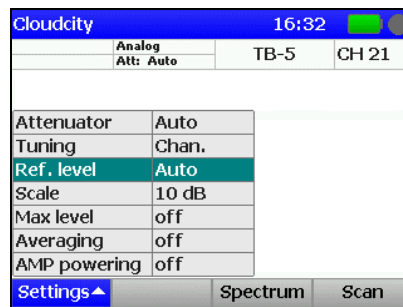 Cloudcity 16:32
Analog
Att: Auto TB-5 CH 21
Attenuator Auto
Tuning Chan.
Ref. level Auto
Scale 10 dB
Max level off
Averaging off
AMP powering off
Settings Spectrum Scan